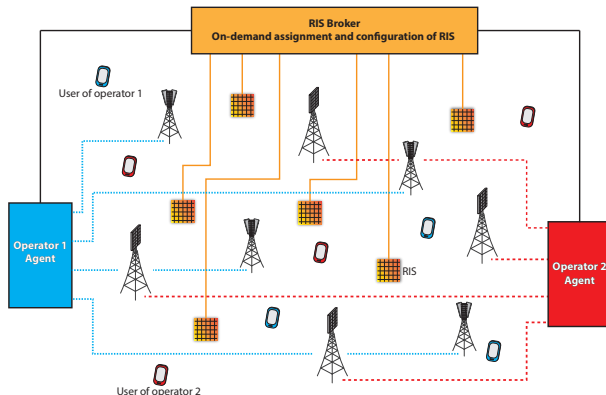 RIS Broker
On-demand assignment and configuration of RIS
User of operator 1
Operator 1
Agent
RIS
Operator 2
Agent
User of operator 2